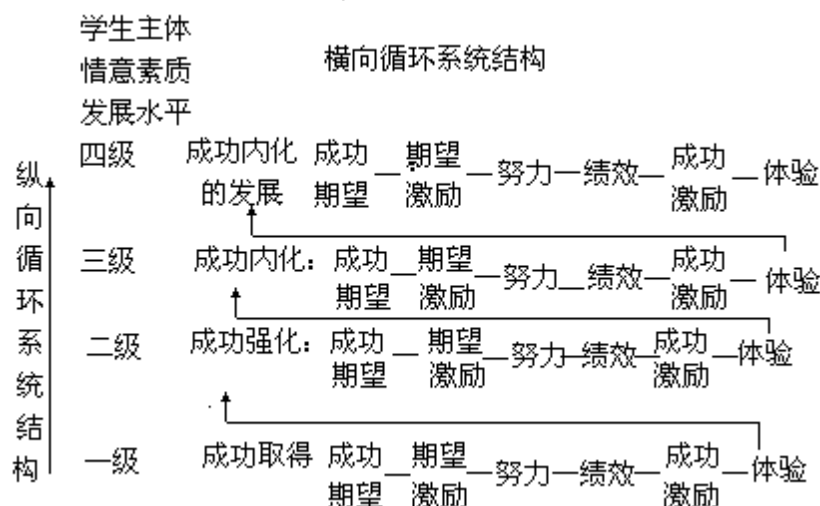 学生主体
情意素质
发展水平
横向循环系统结构
纵向循环系统结构
四级 成功内化的发展 成功期望—期望激励—努力—绩效—成功激励—体验
三级 成功内化：成功期望—期望激励—努力—绩效—成功激励—体验
二级 成功强化：成功期望—期望激励—努力—绩效—成功激励—体验
一级 成功取得 成功期望—期望激励—努力—绩效—成功激励—体验